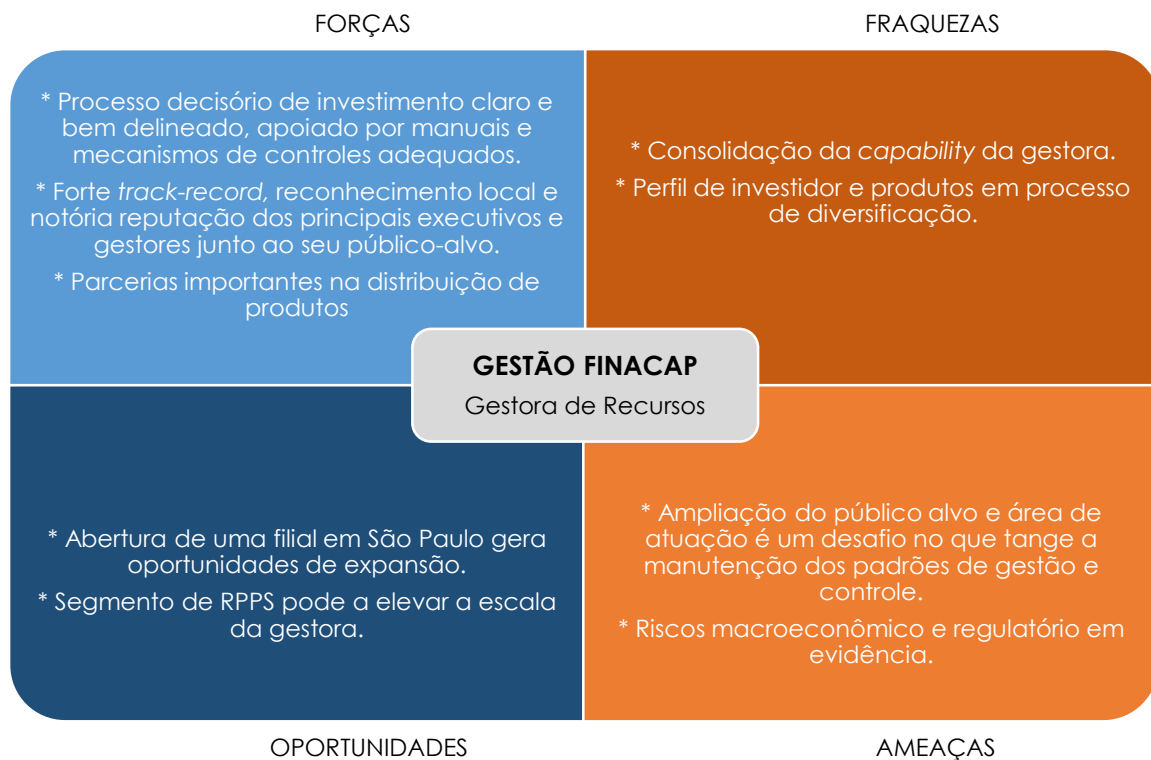 FORÇAS
FRAQUEZAS
* Processo decisório de investimento claro e
bem delineado, apoiado por manuais e
mecanismos de controles adequados.
* Forte track-record, reconhecimento local e
notória reputação dos principais executivos e
gestores junto ao seu público-alvo.
* Parcerias importantes na distribuição de
produtos
* Consolidação da capability da gestora.
* Perfil de investidor e produtos em processo
de diversificação.
GESTÃO FINACAP
Gestora de Recursos
* Abertura de uma filial em São Paulo gera
oportunidades de expansão.
* Segmento de RPPS pode a elevar a escala
da gestora.
* Ampliação do público alvo e área de
atuação é um desafio no que tange a
manutenção dos padrões de gestão e
controle.
* Riscos macroeconômico e regulatório em
evidência.
OPORTUNIDADES
AMEAÇAS